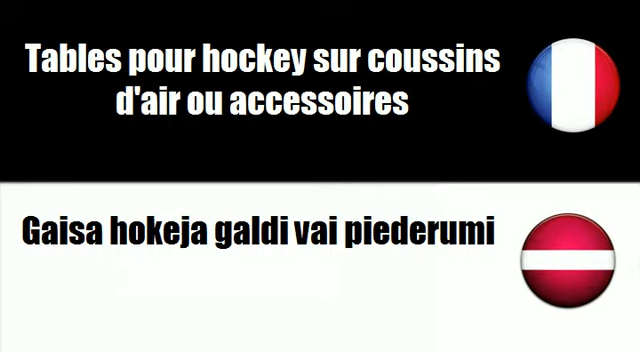 Tables pour hockey sur coussins
d'air ou accessoires
Gaisa hokeja galdi vai piederumi